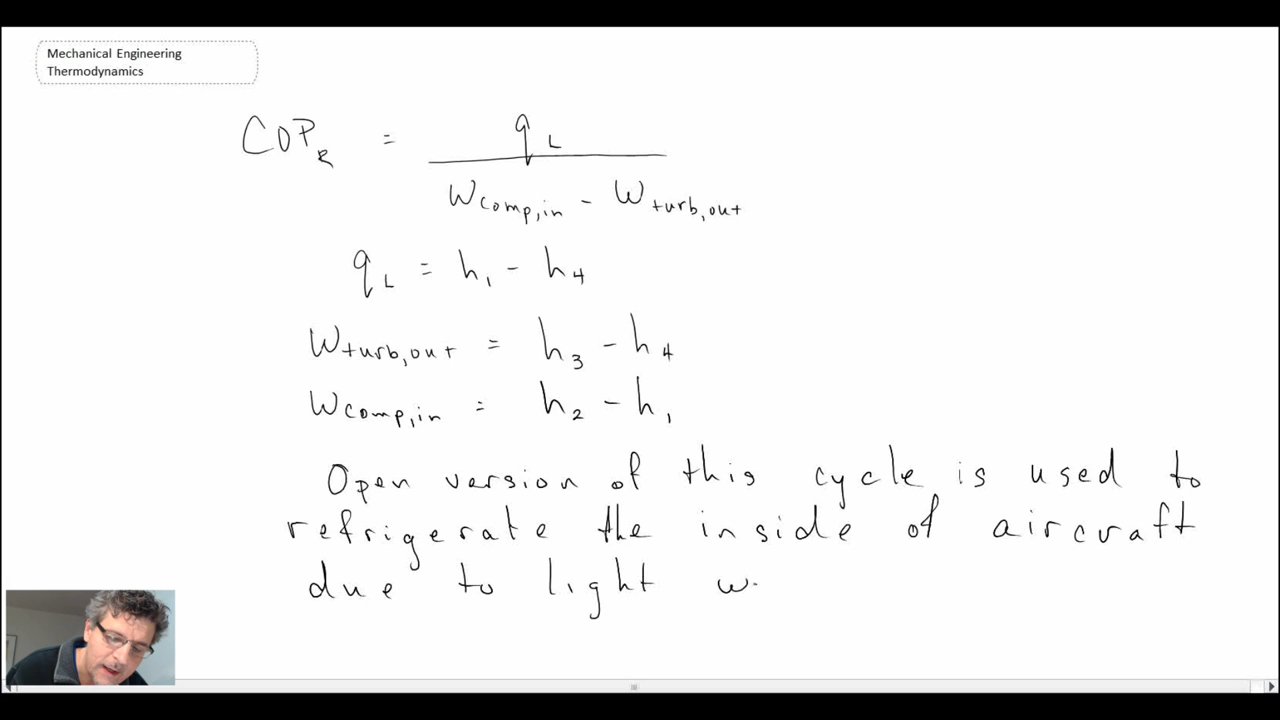 Mechanical Engineering
Thermodynamics
COP_R = q_L / (w_comp,in - w_turb,out)
q_L = h_1 - h_4
w_turb,out = h_3 - h_4
w_comp,in = h_2 - h_1
Open version of this cycle is used to
refrigerate the inside of aircraft
due to light w